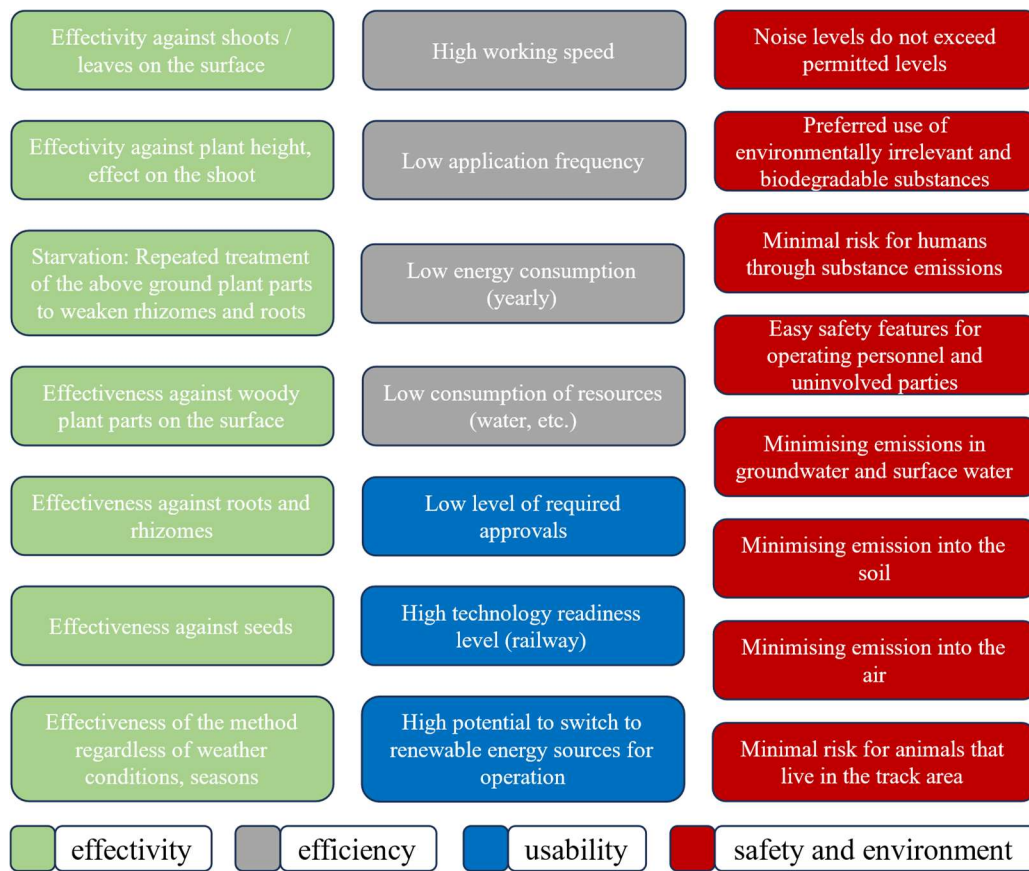 Effectivity against shoots /
leaves on the surface
Effectivity against plant height,
effect on the shoot
Starvation: Repeated treatment
of the above ground plant parts
to weaken rhizomes and roots
Effectiveness against woody
plant parts on the surface
Effectiveness against roots and
rhizomes
Effectiveness against seeds
Effectiveness of the method
regardless of weather
conditions, seasons
High working speed
Low application frequency
Low energy consumption
(yearly)
Low consumption of resources
(water, etc.)
Low level of required
approvals
High technology readiness
level (railway)
High potential to switch to
renewable energy sources for
operation
Noise levels do not exceed
permitted levels
Preferred use of
environmentally irrelevant and
biodegradable substances
Minimal risk for humans
through substance emissions
Easy safety features for
operating personnel and
uninvolved parties
Minimising emissions in
groundwater and surface water
Minimising emission into the
soil
Minimising emission into the
air
Minimal risk for animals that
live in the track area
effectivity
efficiency
usability
safety and environment